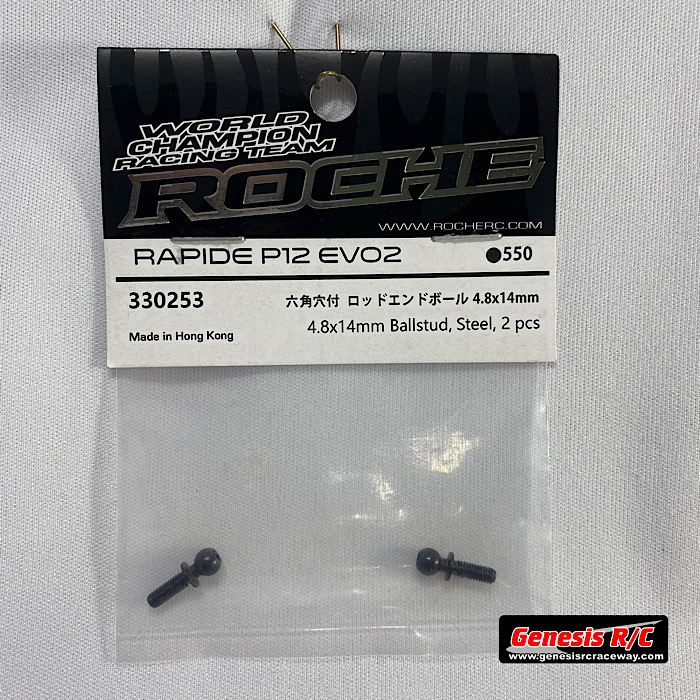 WORLD
CHAMPION
RACING TEAM
ROCHE
WWW.ROCHERC.COM
RAPIDE P12 EVO2 ●550
330253 六角穴付 ロッドエンドボール 4.8x14mm
Made in Hong Kong 4.8x14mm Ballstud, Steel, 2 pcs
Genesis R/C
www.genesisrcraceway.com